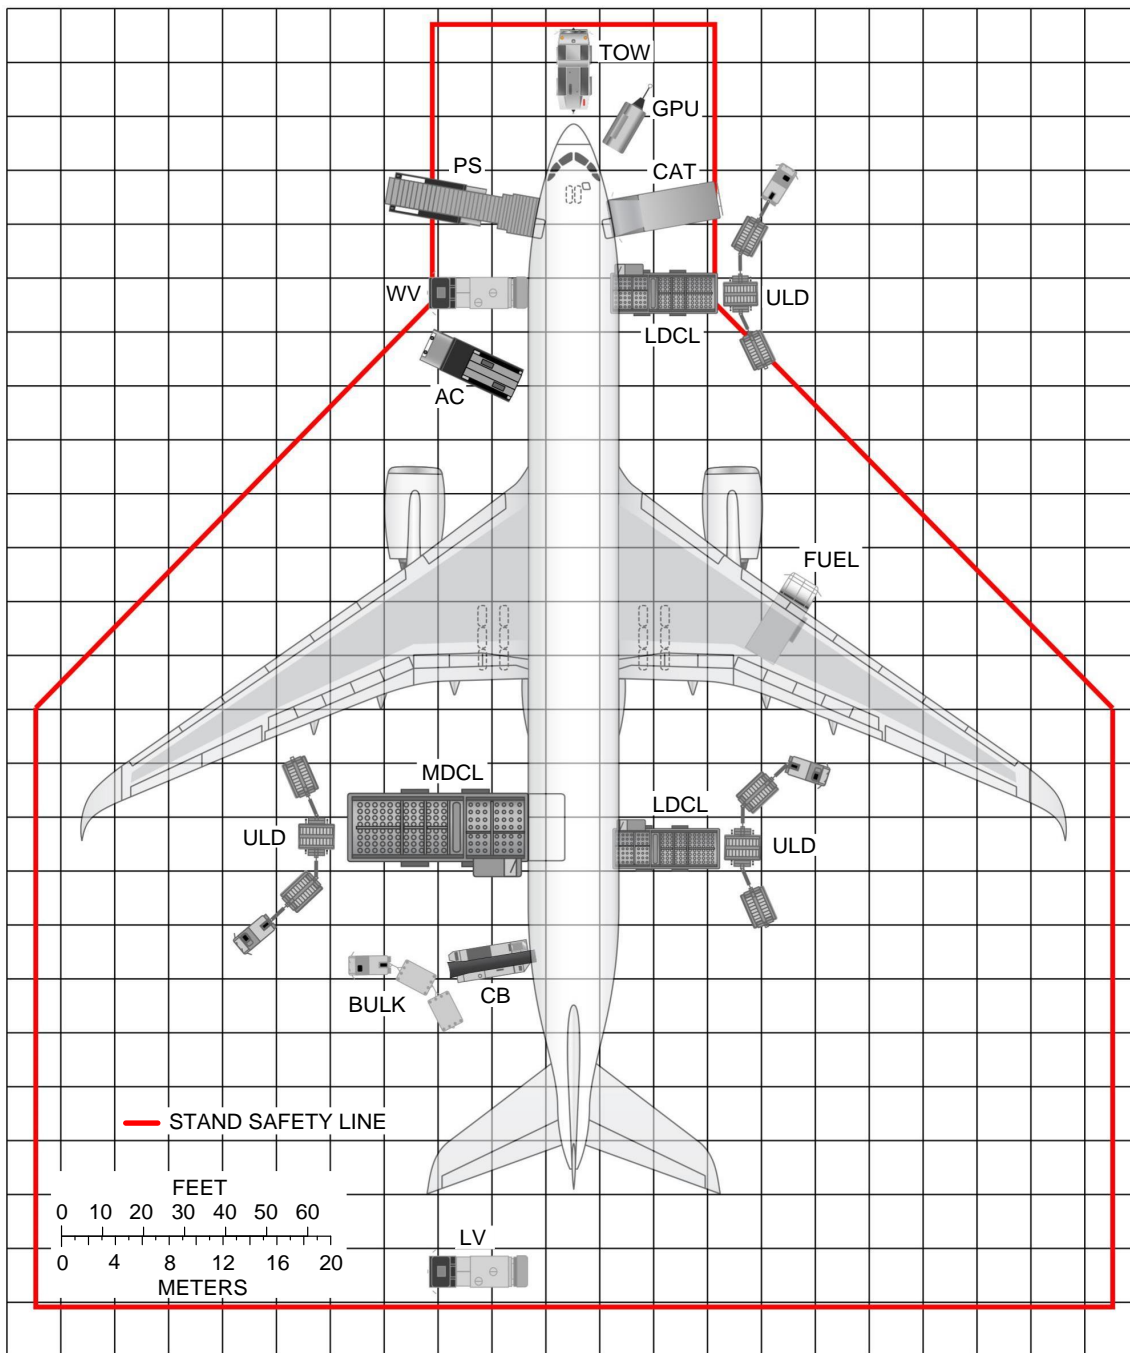 TOW
GPU
PS
CAT
WV
ULD
LDCL
AC
FUEL
MDCL
LDCL
ULD
ULD
BULK
CB
STAND SAFETY LINE
FEET
0 10 20 30 40 50 60
0 4 8 12 16 20
METERS
LV